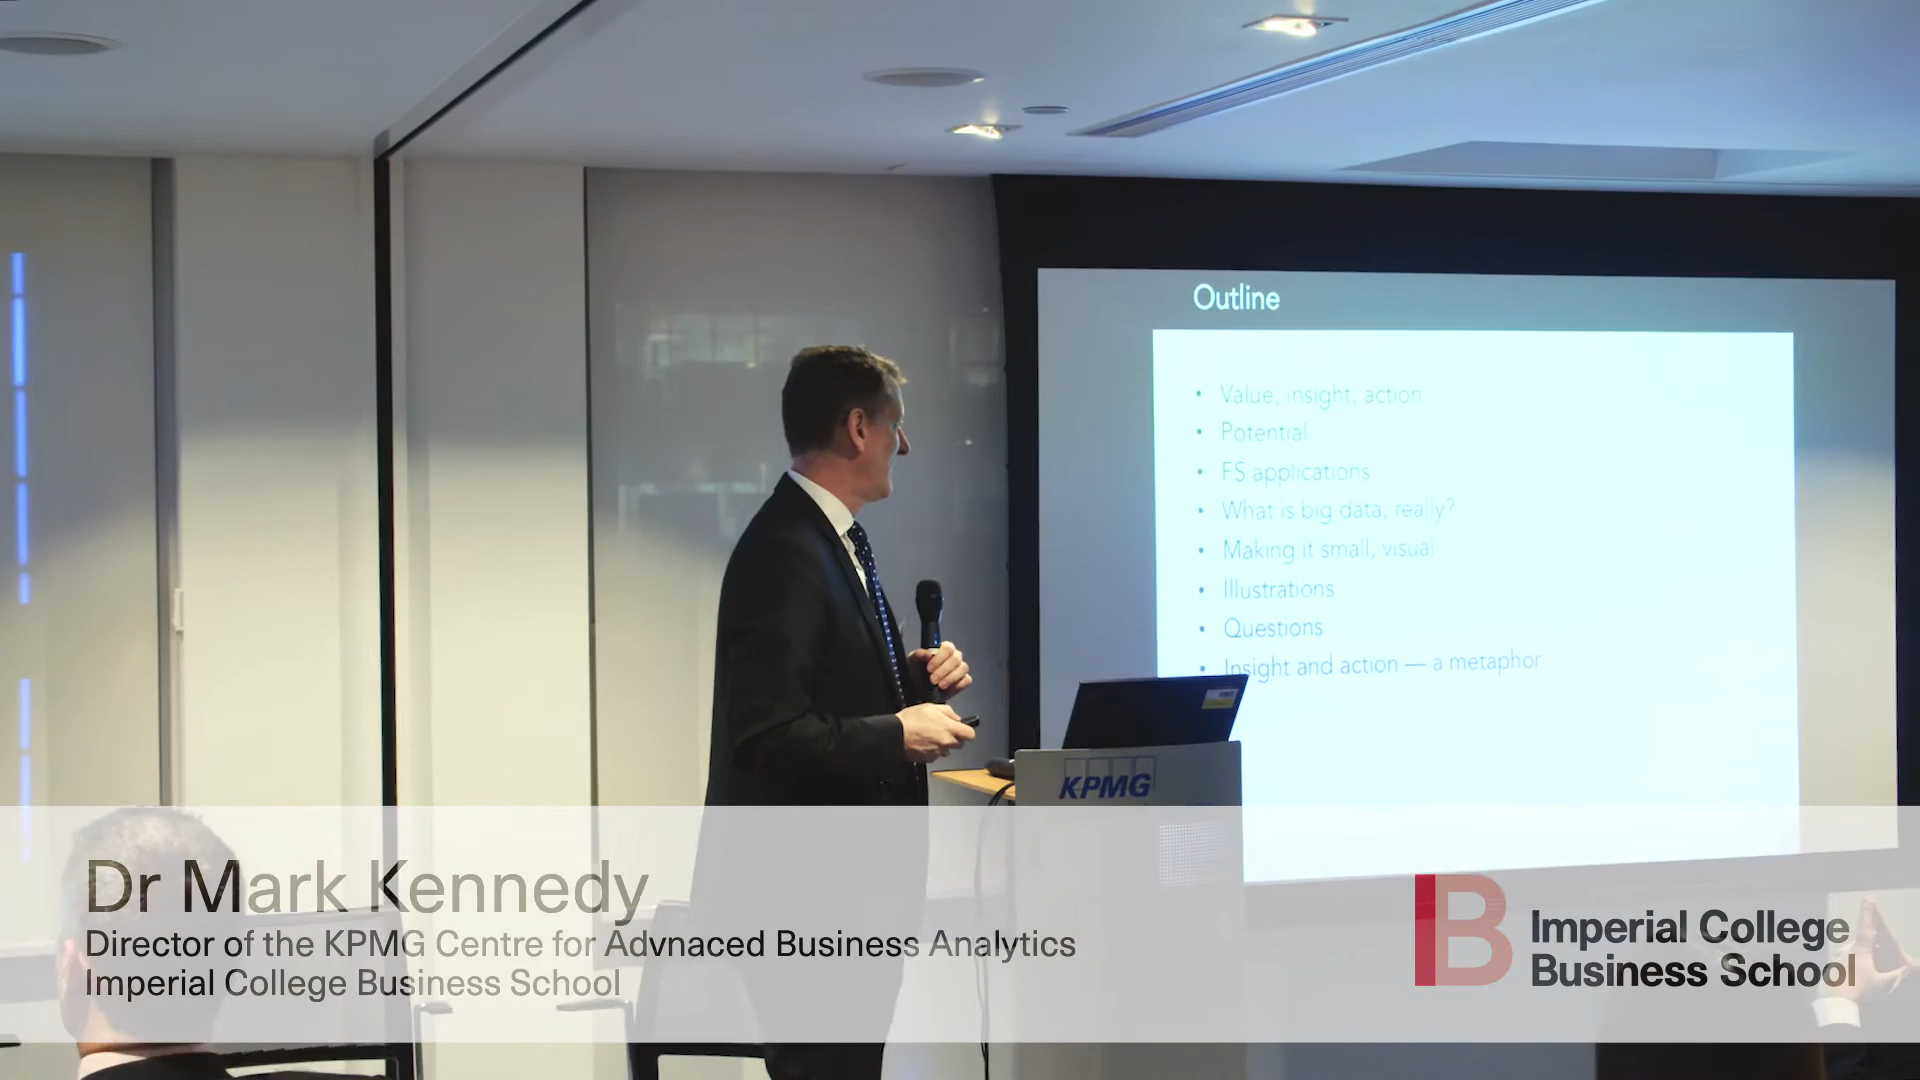 Outline
• Value, insight, action
• Potential
• FS applications
• What is big data, really?
• Making it small, visual
• Illustrations
• Questions
• Insight and action — a metaphor
KPMG
Dr Mark Kennedy
Director of the KPMG Centre for Advnaced Business Analytics
Imperial College Business School
B
Imperial College
Business School